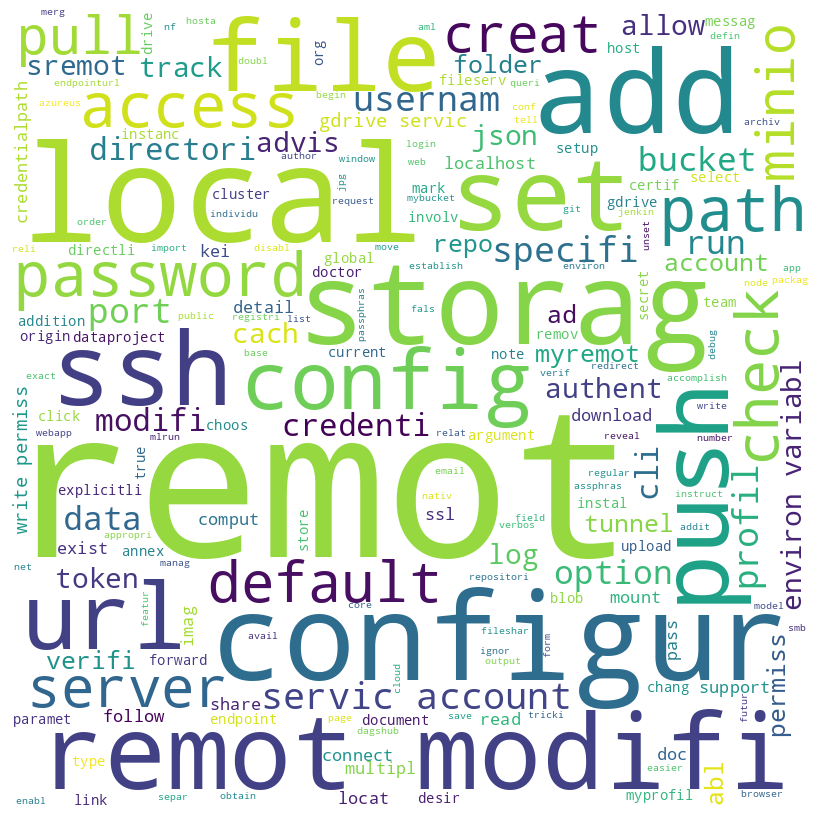 merg
nf
hosta
aml
messag
pull
drive
file
creat
allow
defin
doubl
org
host
minio
sremot
track
endpointurl
folder
fileserv
queri
add
credentialpath
azureus
access
begin
usernam
conf
tell
archiv
instanc
gdrive servic
json
setup
directori
advis
login
web
localhost
bucket
author
window
local
set
certif
select
cluster
jpg
request
mark
mybucket
gdrive
git
jenkin
path
order
individu
involv
repo
specifi
unset
run
reli
directli
import
kei
disabl
move
establish
environ
account
app
node
packag
password
global
doctor
storag
secret
team
port
detail
public
registri
list
passphras
fals
ad
debug
check
addition
origin
dataproject
cach
base
current
verif
redirect
remov
exact
note
myremot
accomplish
ssh
config
authent
write
click
modifi
choos
credenti
relat
argument
download
reveal
number
push
webapp
mlrun
remot
write permiss
true
email
regular
assphras
cli
profil
environ variabl
explicitli
nativ
instal
instruct
data
comput
store
ssl
verbos
field
tunnel
addit
appropri
exist
annex
manag
log
upload
net
token
default
repositori
option
featur
imag
core
blob
mount
model
url
configur
smb
avail
fileshar
ignor
form
pass
verifi
forward
cloud
output
permiss
server
servic account
chang
support
futur
share
paramet
follow
endpoint
page
document
save
read
tricki
dagshub
type
remot modifi
connect
multipl
doc
easier
abl
enabl
link
separ
obtain
locat
desir
myprofil
browser